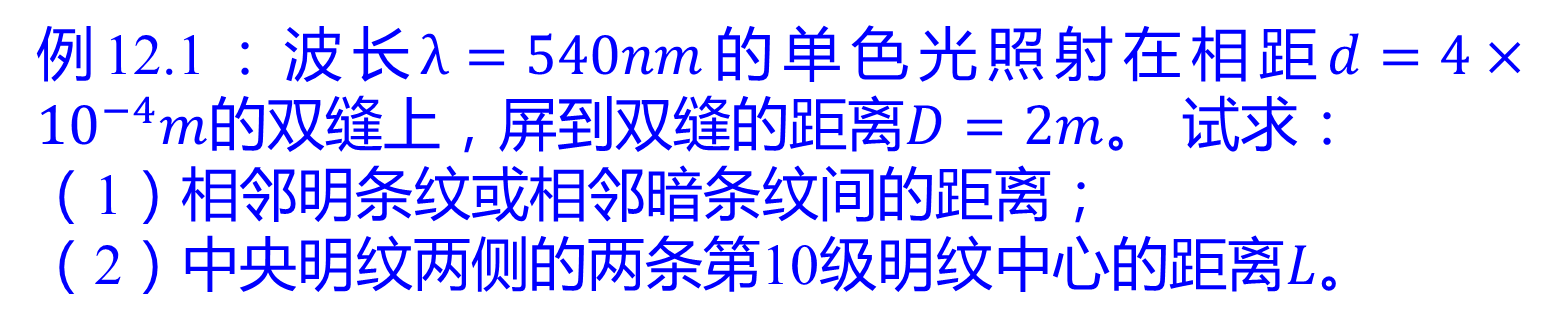 例12.1：波长λ = 540nm的单色光照射在相距d = 4 ×
10⁻⁴m的双缝上，屏到双缝的距离D = 2m。 试求：
（1）相邻明条纹或相邻暗条纹间的距离；
（2）中央明纹两侧的两条第10级明纹中心的距离L。